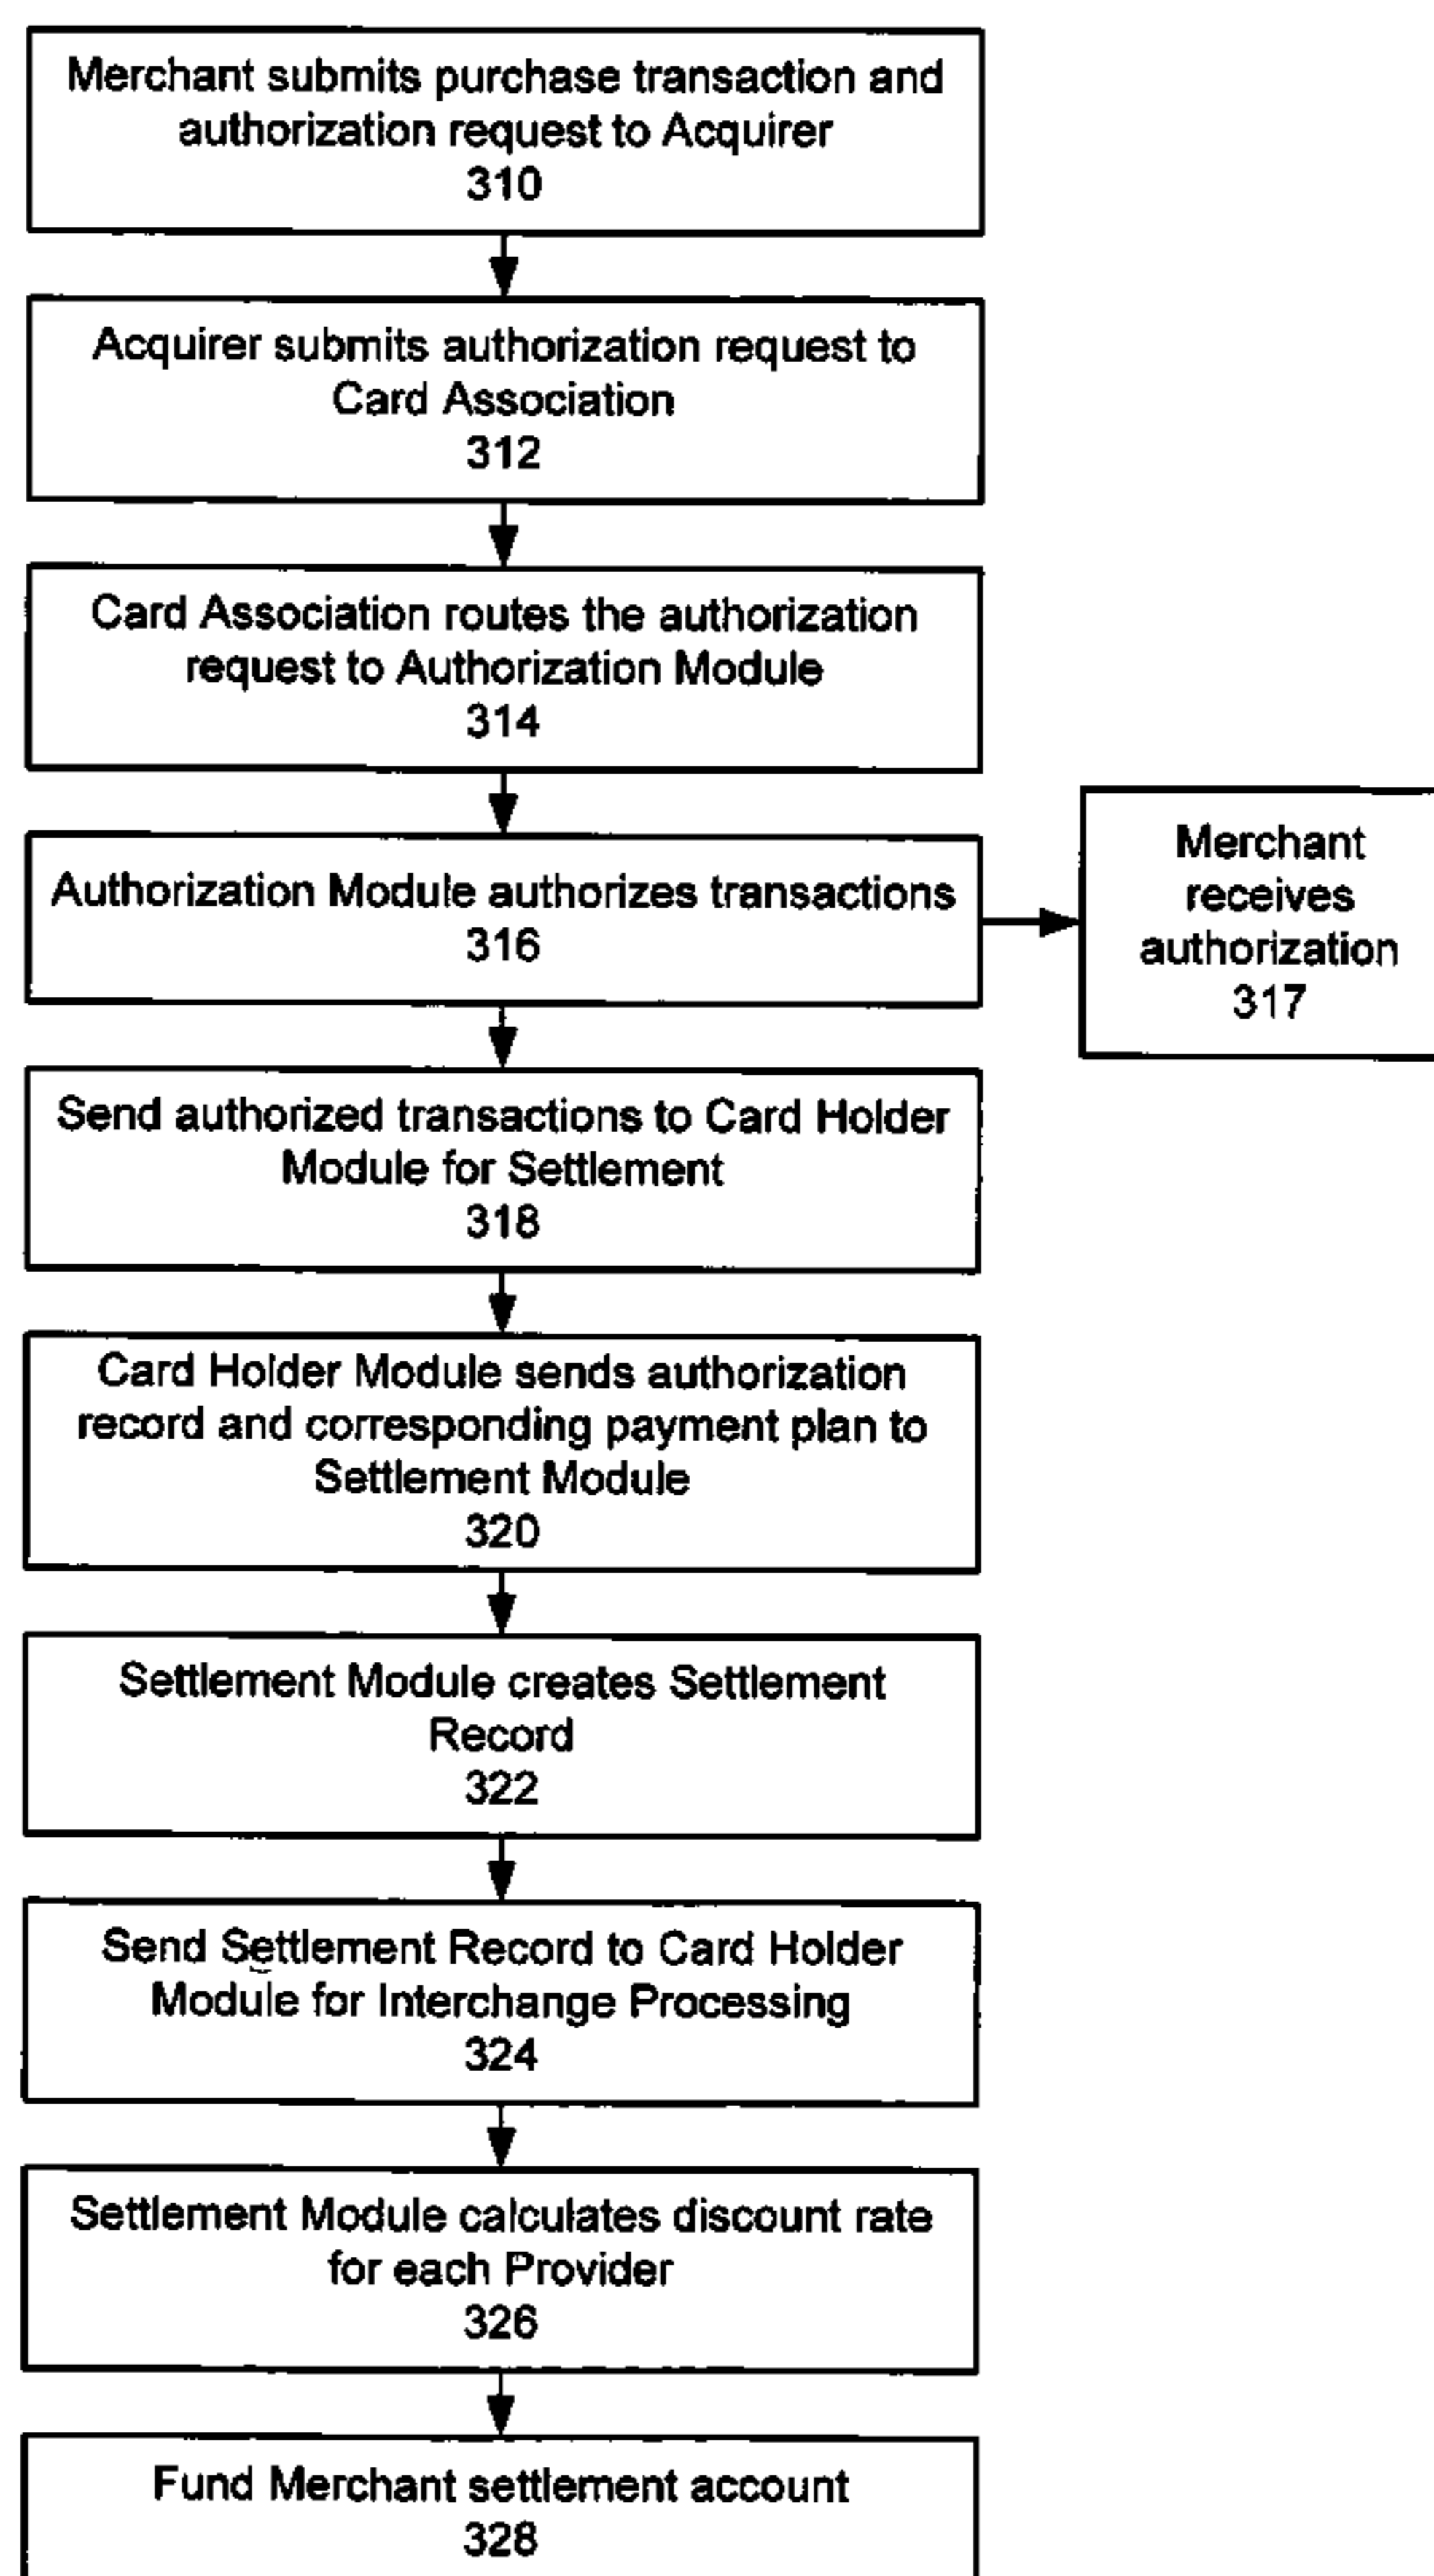 Merchant submits purchase transaction and
authorization request to Acquirer
310
Acquirer submits authorization request to
Card Association
312
Card Association routes the authorization
request to Authorization Module
314
Authorization Module authorizes transactions
316
Merchant
receives
authorization
317
Send authorized transactions to Card Holder
Module for Settlement
318
Card Holder Module sends authorization
record and corresponding payment plan to
Settlement Module
320
Settlement Module creates Settlement
Record
322
Send Settlement Record to Card Holder
Module for Interchange Processing
324
Settlement Module calculates discount rate
for each Provider
326
Fund Merchant settlement account
328